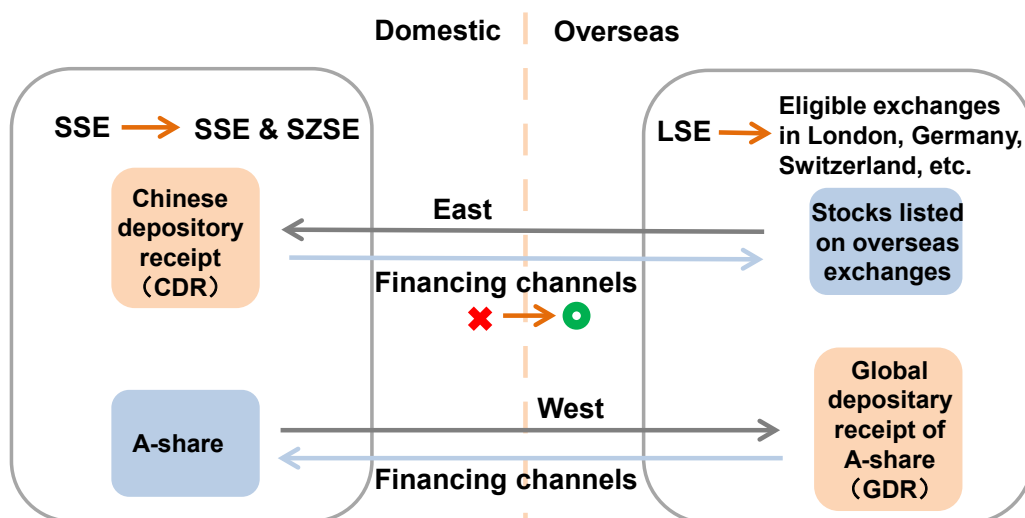 Domestic
Overseas
SSE
SSE & SZSE
LSE
Eligible exchanges
in London, Germany,
Switzerland, etc.
Chinese
depository
receipt
（CDR）
East
Financing channels
Stocks listed
on overseas
exchanges
A-share
West
Financing channels
Global
depositary
receipt of
A-share
（GDR）